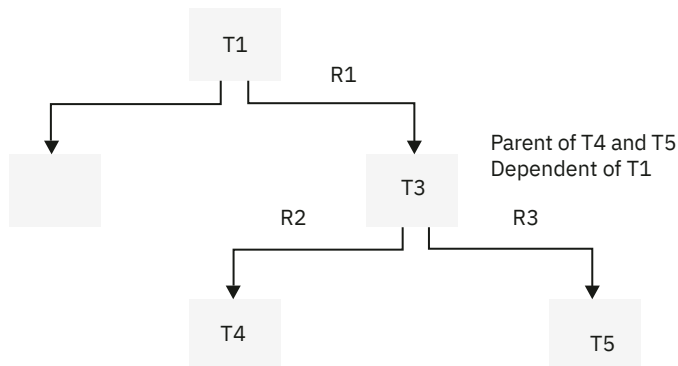 T1
R1
Parent of T4 and T5
Dependent of T1
T3
R2
R3
T4
T5